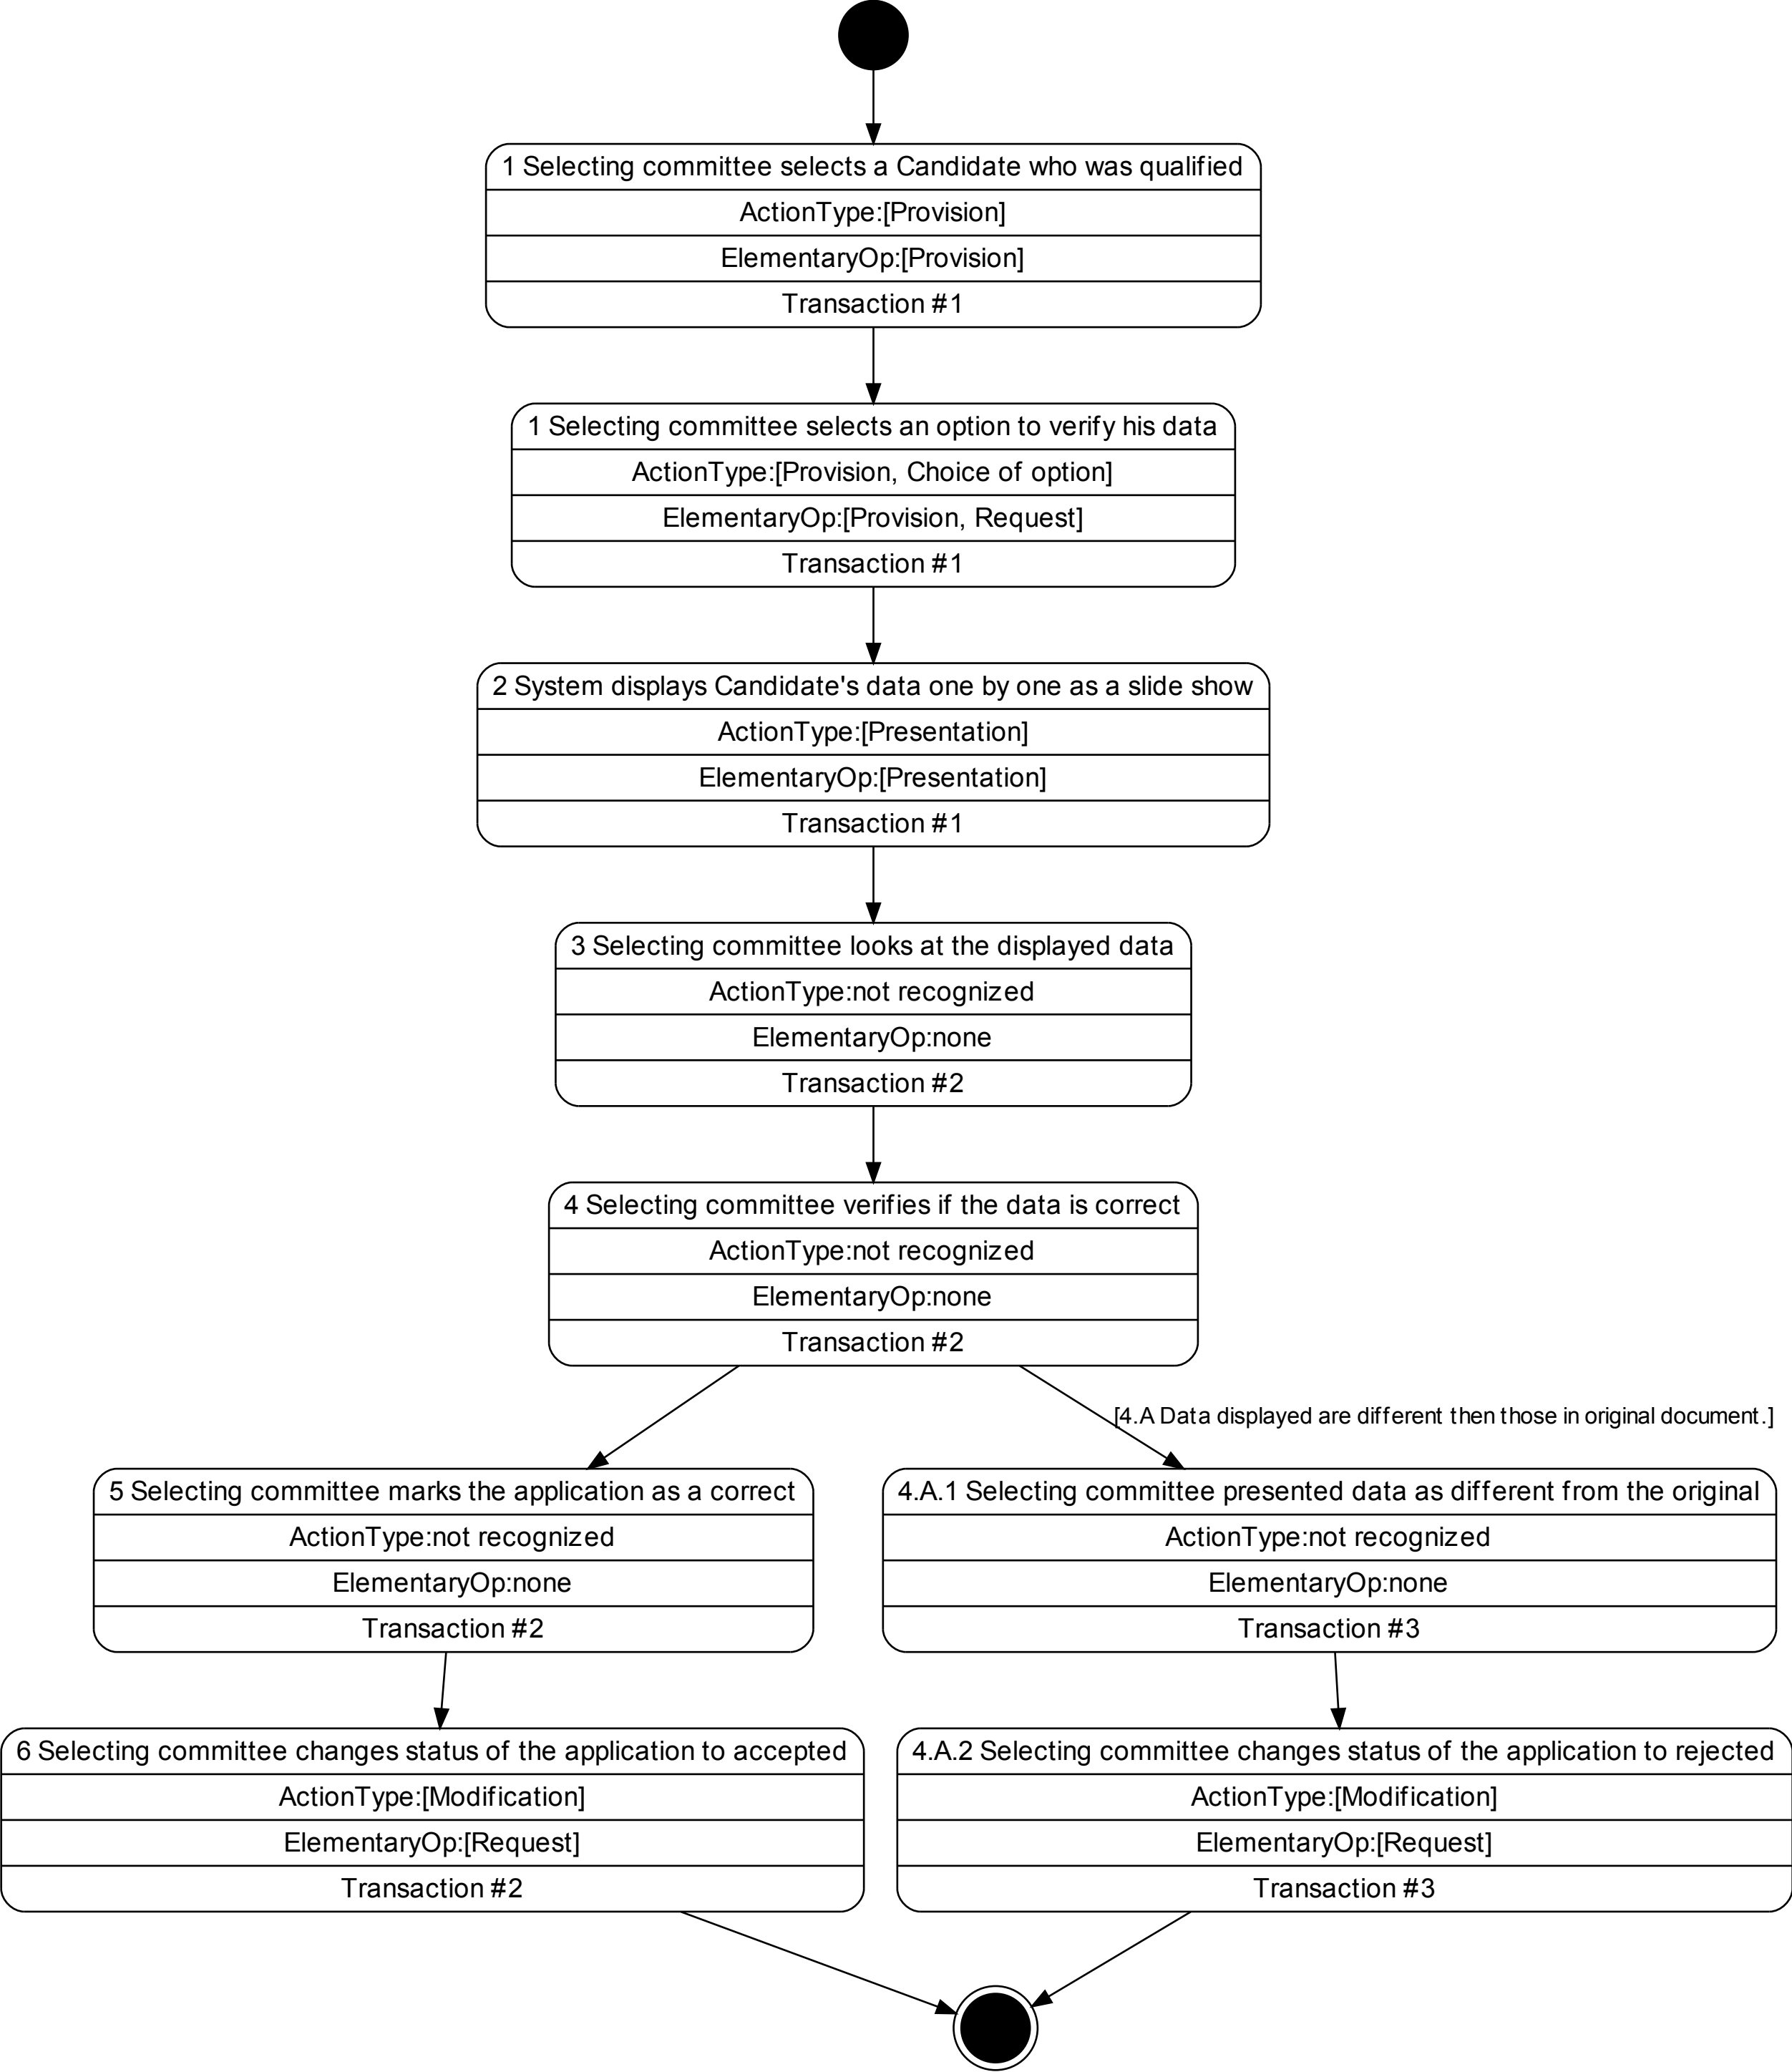 1 Selecting committee selects a Candidate who was qualified
ActionType:[Provision]
ElementaryOp:[Provision]
Transaction #1
1 Selecting committee selects an option to verify his data
ActionType:[Provision, Choice of option]
ElementaryOp:[Provision, Request]
Transaction #1
2 System displays Candidate's data one by one as a slide show
ActionType:[Presentation]
ElementaryOp:[Presentation]
Transaction #1
3 Selecting committee looks at the displayed data
ActionType:not recognized
ElementaryOp:none
Transaction #2
4 Selecting committee verifies if the data is correct
ActionType:not recognized
ElementaryOp:none
Transaction #2
[4.A Data displayed are different then those in original document.]
5 Selecting committee marks the application as a correct
ActionType:not recognized
ElementaryOp:none
Transaction #2
4.A.1 Selecting committee presented data as different from the original
ActionType:not recognized
ElementaryOp:none
Transaction #3
6 Selecting committee changes status of the application to accepted
ActionType:[Modification]
ElementaryOp:[Request]
Transaction #2
4.A.2 Selecting committee changes status of the application to rejected
ActionType:[Modification]
ElementaryOp:[Request]
Transaction #3